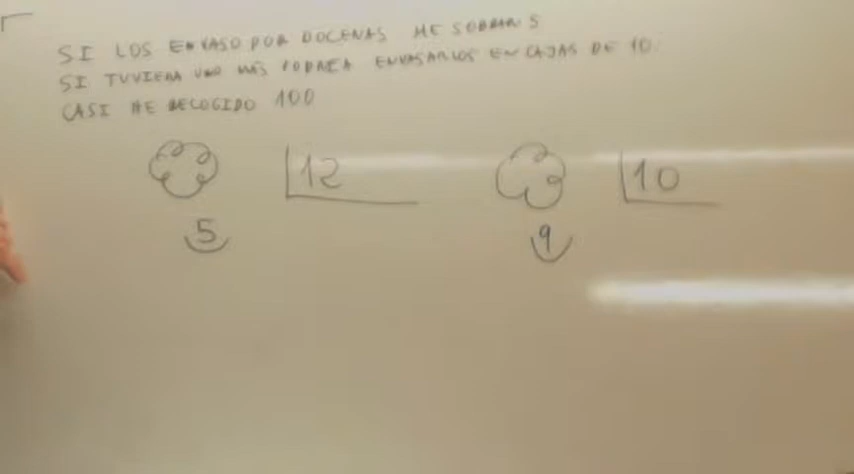 SI LOS ENVASO POR DOCENAS ME SOBRAN 5
SI TUVIERA UNO MÁS PODRÍA ENVASARLOS EN CAJAS DE 10.
CASI HE RECOGIDO 100
12
10
5
9